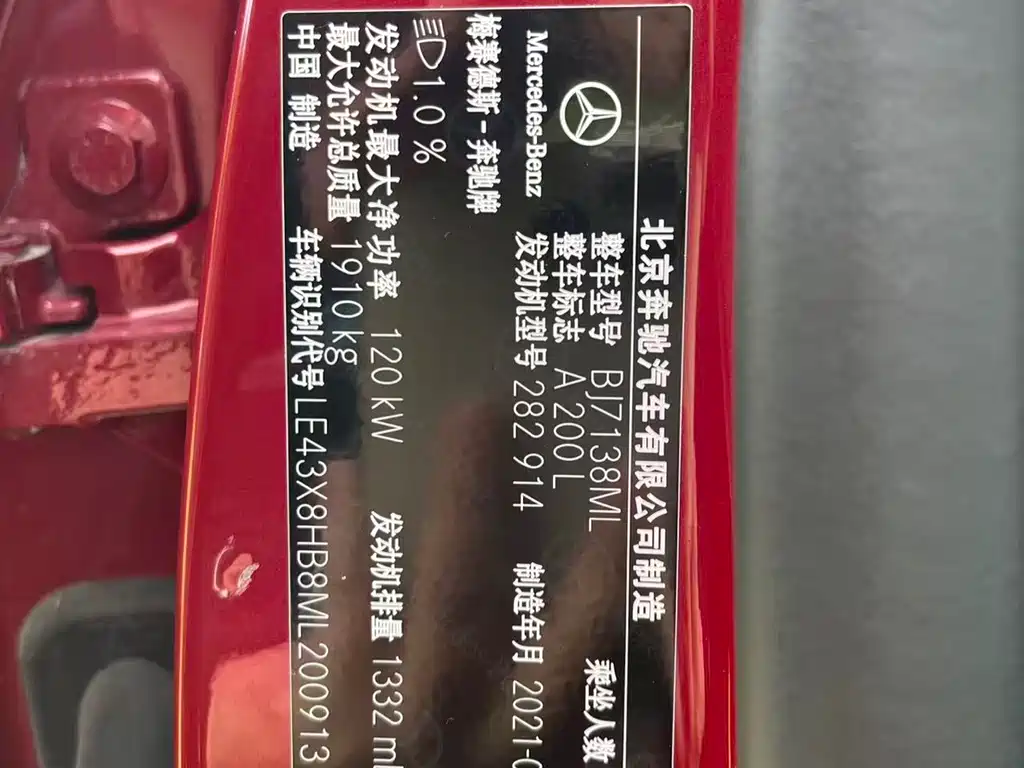 北京奔驰汽车有限公司制造
Mercedes-Benz
梅赛德斯-奔驰牌
整车型号 BJ7138ML 乘坐人数
整车标志 A 200 L
发动机型号 282 914 制造年月 2021-0
1.0 %
发动机最大净功率 120 kW 发动机排量 1332 ml
最大允许总质量 1910 kg
中国 制造 车辆识别代号 LE43X8HB8ML200913